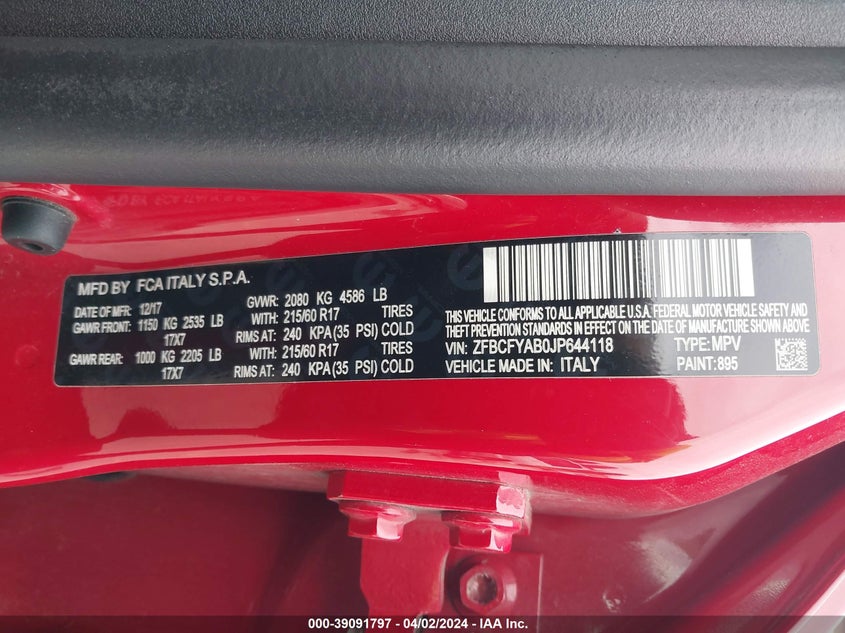 MFD BY FCA ITALY S.P.A.
DATE OF MFR: 12/17 GVWR: 2080 KG 4586 LB
GAWR FRONT: 1150 KG 2535 LB WITH: 215/60 R17 TIRES
17X7 RIMS AT: 240 KPA(35 PSI) COLD
GAWR REAR: 1000 KG 2205 LB WITH: 215/60 R17 TIRES
17X7 RIMS AT: 240 KPA(35 PSI) COLD
THIS VEHICLE CONFORMS TO ALL APPLICABLE U.S.A. FEDERAL MOTOR VEHICLE SAFETY, BUMPER AND
THEFT PREVENTION STANDARDS IN EFFECT ON THE DATE OF MANUFACTURE SHOWN ABOVE.
VIN: ZFBCFYAB0JP644118 TYPE: MPV
VEHICLE MADE IN: ITALY PAINT: 895
000-39091797 - 04/02/2024 - IAA Inc.